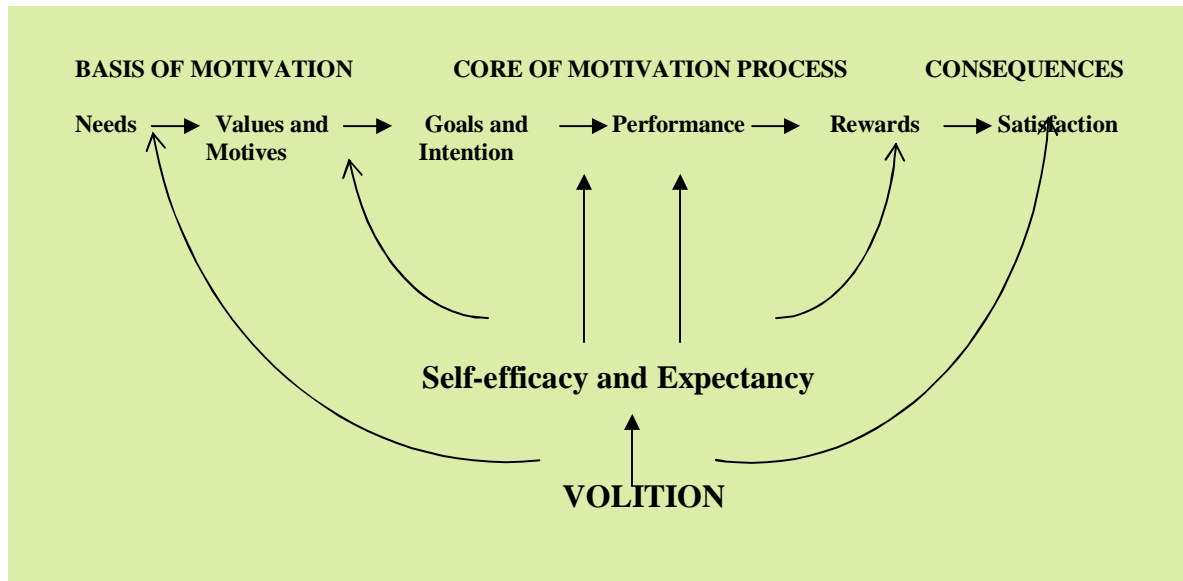 BASIS OF MOTIVATION CORE OF MOTIVATION PROCESS CONSEQUENCES
Needs Values and Goals and Performance Rewards Satisfaction
Motives Intention
Self-efficacy and Expectancy
VOLITION